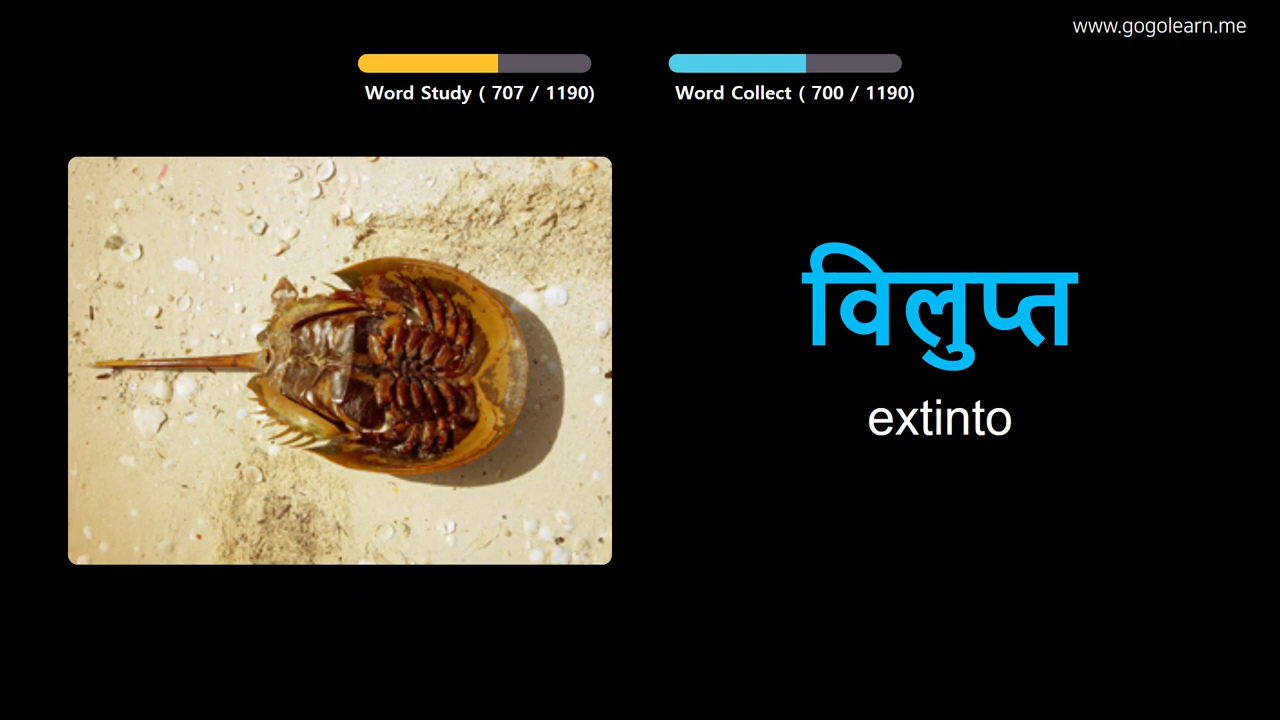 www.gogolearn.me
Word Study ( 707 / 1190)
Word Collect ( 700 / 1190)
विलुप्त
extinto